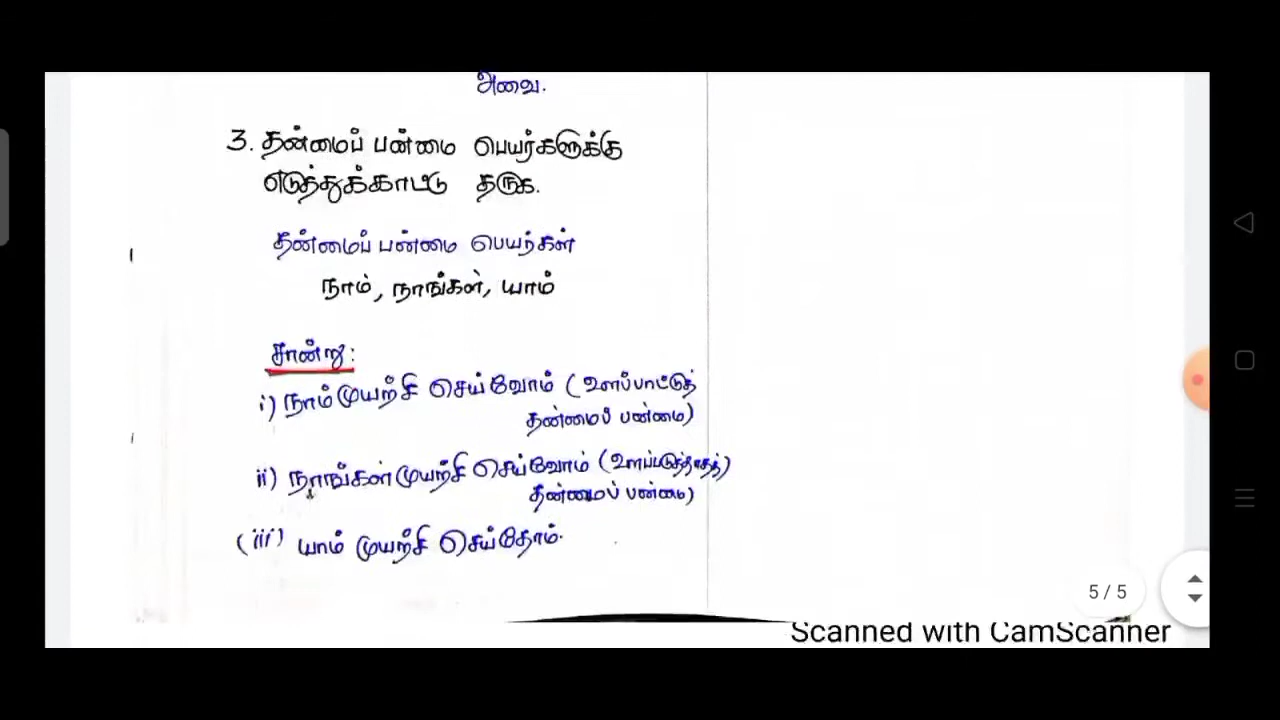 அவை.
3. தன்மைப் பன்மை பெயர்களுக்கு
எடுத்துக்காட்டு தருக.
தன்மைப் பன்மை பெயர்கள்
நாம், நாங்கள், யாம்
சான்று:
i) நாம்முயற்சி செய்வோம் (உளப்பாட்டுத்
தன்மைப் பன்மை)
ii) நாங்கள்முயற்சி செய்வோம் (உளப்படுத்தாதத்)
தன்மைப் பன்மை)
(iii) யாம் முயற்சி செய்தோம்.
5 / 5
Scanned with CamScanner